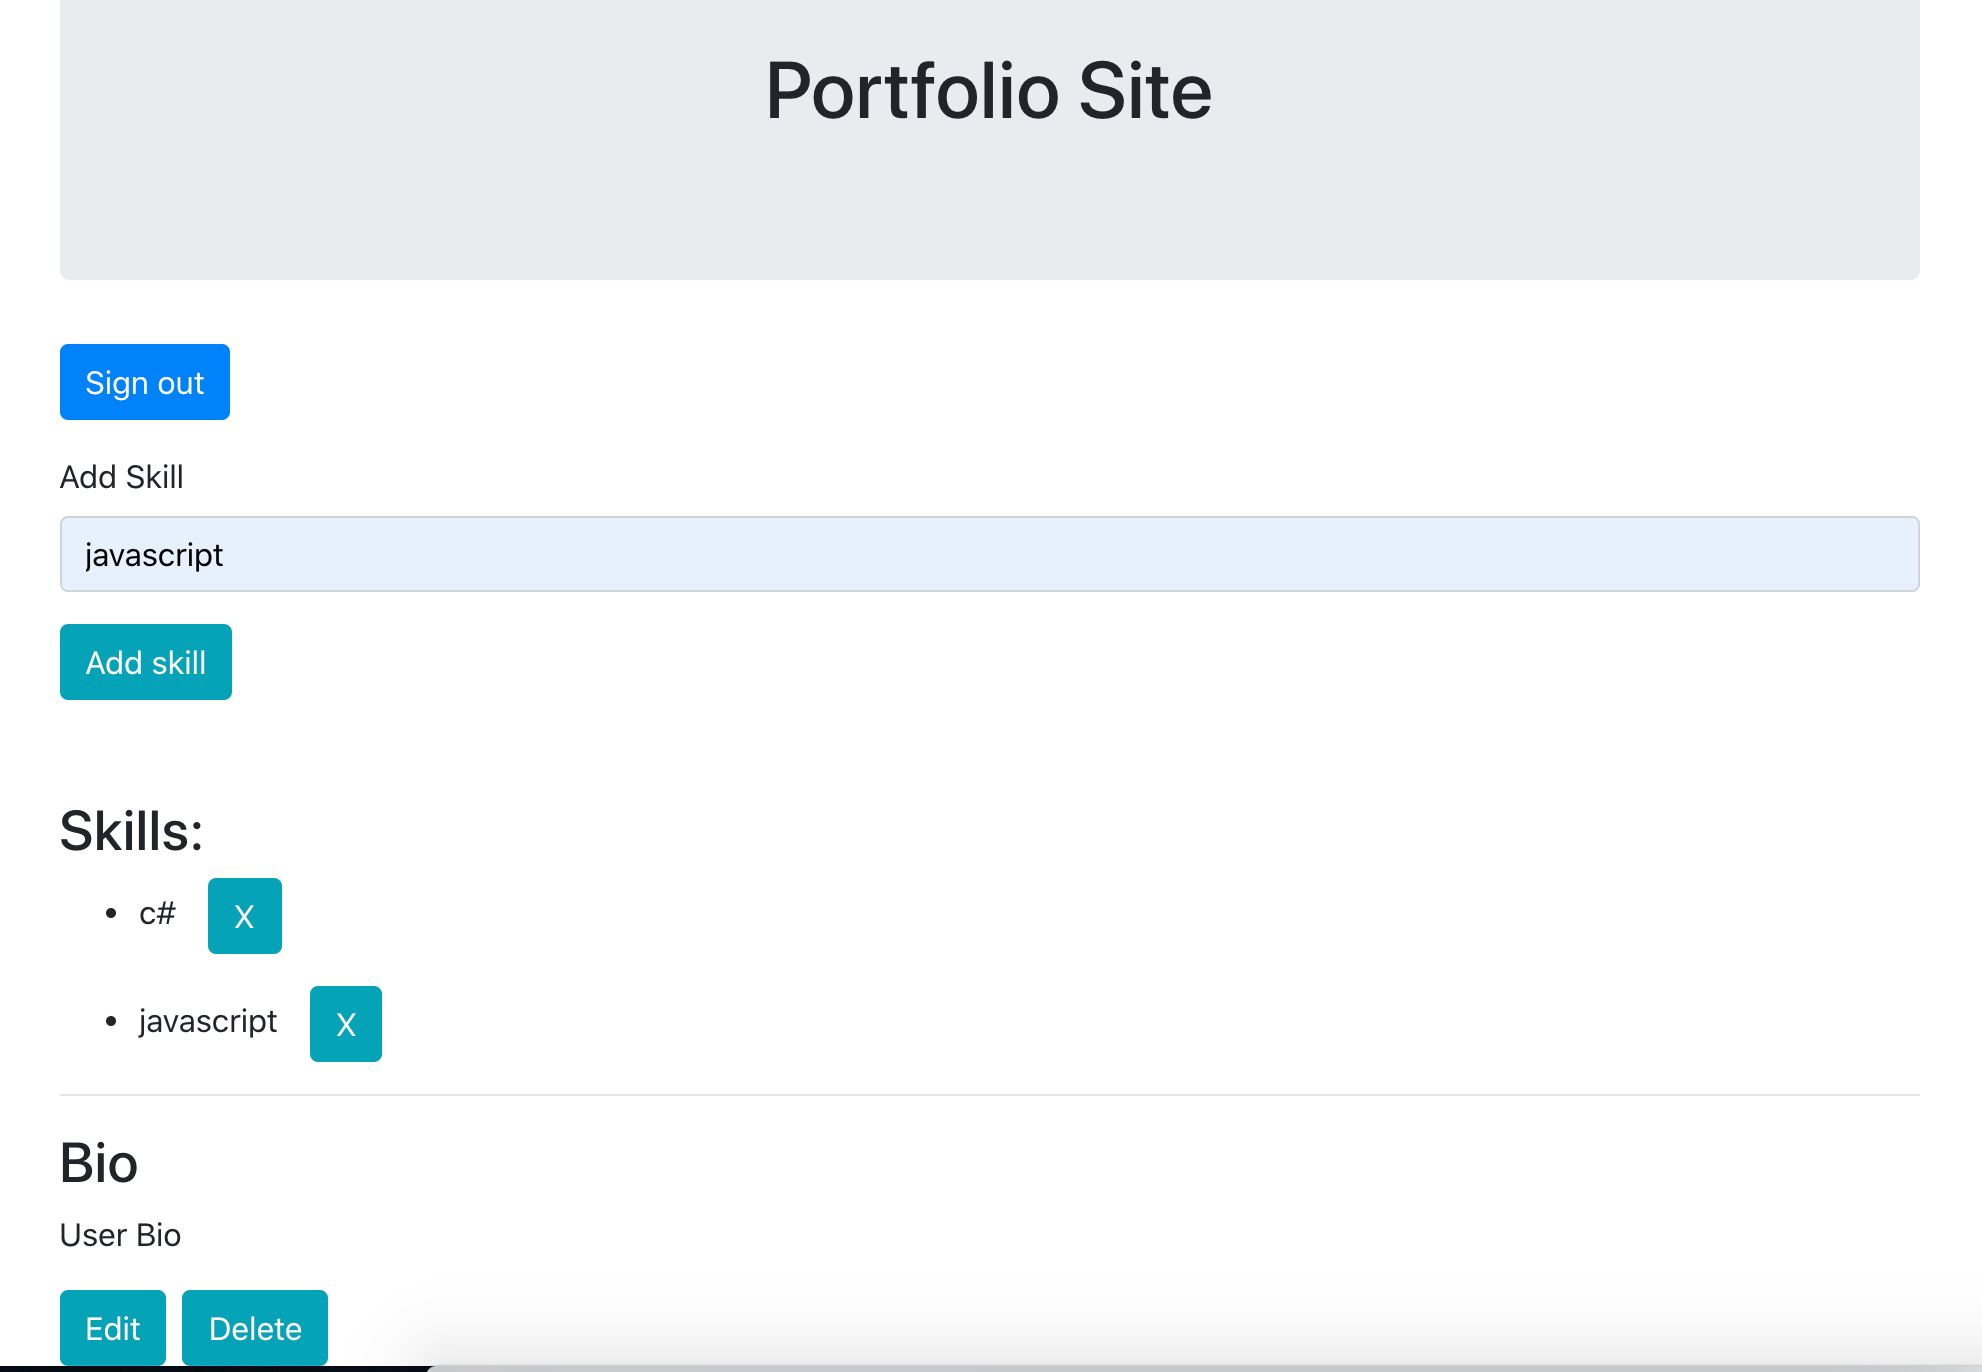 Portfolio Site
Sign out
Add Skill
javascript
Add skill
Skills:
c# X
javascript X
Bio
User Bio
Edit Delete